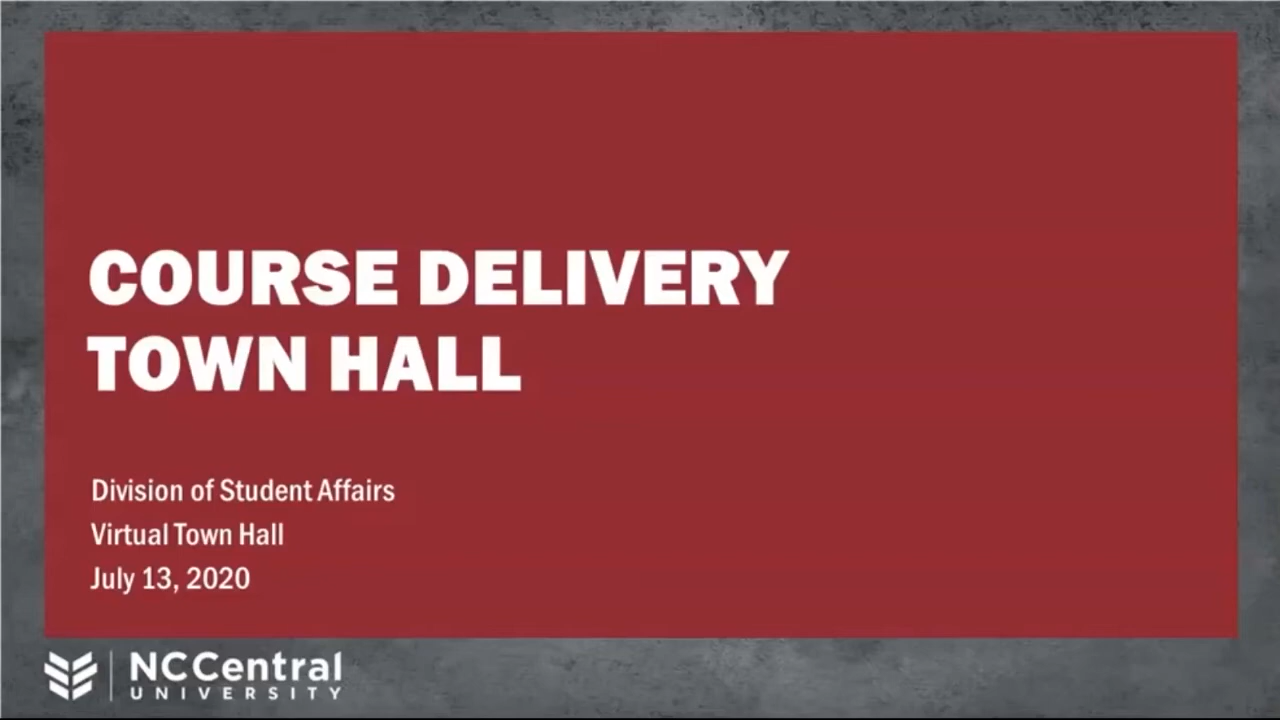 COURSE DELIVERY
TOWN HALL
Division of Student Affairs
Virtual Town Hall
July 13, 2020
NCCentral
UNIVERSITY